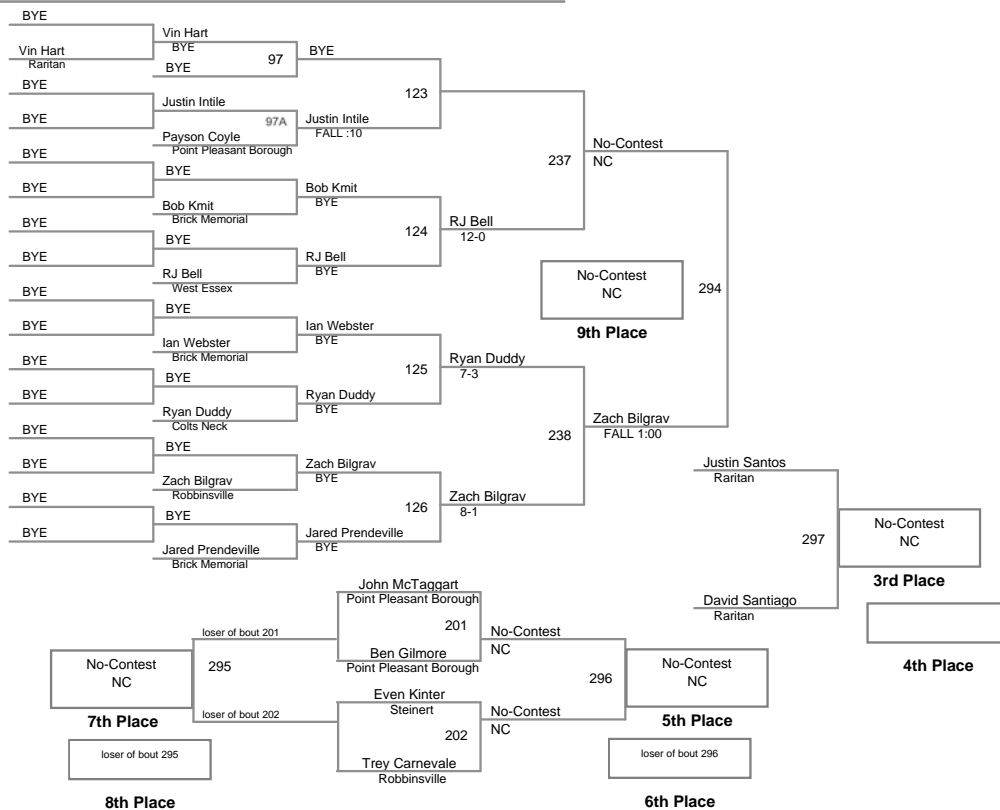 BYE
Vin Hart
Raritan
BYE
BYE
BYE
BYE
BYE
BYE
BYE
BYE
BYE
BYE
BYE
BYE
BYE
BYE
Vin Hart
BYE
97
BYE
Justin Intile
97A
Payson Coyle
Point Pleasant Borough
BYE
Bob Kmit
Brick Memorial
BYE
RJ Bell
West Essex
BYE
Ian Webster
Brick Memorial
BYE
Ryan Duddy
Colts Neck
BYE
Zach Bilgrav
Robbinsville
BYE
Jared Prendeville
Brick Memorial
BYE
123
Justin Intile
FALL :10
Bob Kmit
BYE
124
RJ Bell
BYE
Ian Webster
BYE
125
Ryan Duddy
BYE
Zach Bilgrav
BYE
126
Jared Prendeville
BYE
237
RJ Bell
12-0
Ryan Duddy
7-3
238
Zach Bilgrav
8-1
No-Contest
NC
294
Zach Bilgrav
FALL 1:00
No-Contest
NC
9th Place
Justin Santos
Raritan
297
David Santiago
Raritan
No-Contest
NC
3rd Place
4th Place
John McTaggart
Point Pleasant Borough
201
Ben Gilmore
Point Pleasant Borough
Even Kinter
Steinert
202
Trey Carnevale
Robbinsville
No-Contest
NC
296
No-Contest
NC
No-Contest
NC
5th Place
loser of bout 296
6th Place
loser of bout 201
295
loser of bout 202
No-Contest
NC
7th Place
loser of bout 295
8th Place